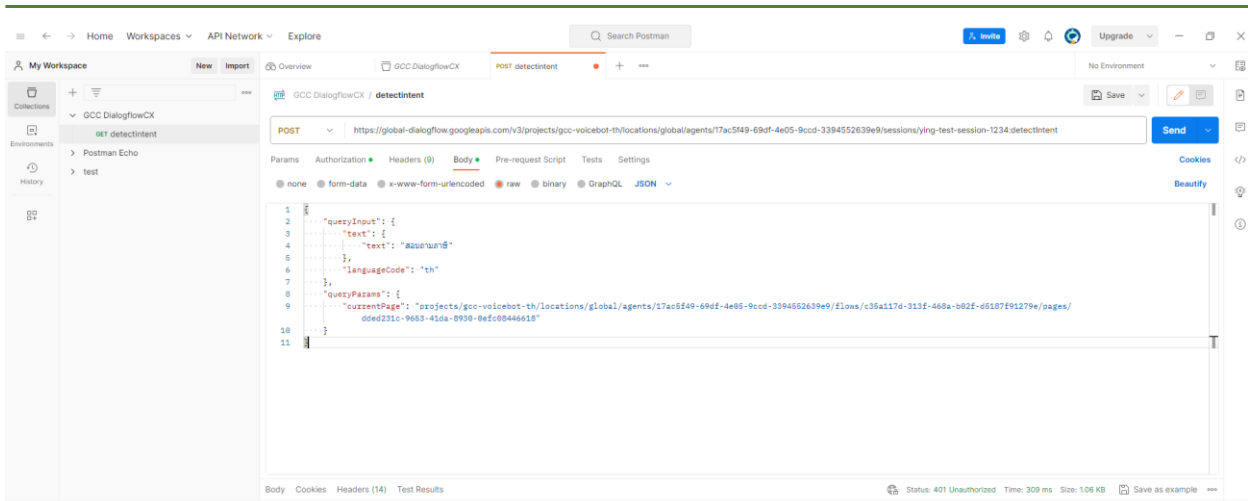 Home Workspaces API Network Explore Search Postman Invite Upgrade
My Workspace New Import Overview GCC DialogflowCX POST detectintent No Environment
Collections
Environments
History
GCC DialogflowCX
GET detectintent
Postman Echo
test
GCC DialogflowCX / detectintent Save
POST https://global-dialogflow.googleapis.com/v3/projects/gcc-voicebot-th/locations/global/agents/17ac5f49-69df-4e05-9ccd-3394552639e9/sessions/ying-test-session-1234:detectIntent Send
Params Authorization Headers (9) Body Pre-request Script Tests Settings Cookies
none form-data x-www-form-urlencoded raw binary GraphQL JSON Beautify
1 {
2 "queryInput": {
3 "text": {
4 "text": "สอบถามภาษี"
5 },
6 "languageCode": "th"
7 },
8 "queryParams": {
9 "currentPage": "projects/gcc-voicebot-th/locations/global/agents/17ac5f49-69df-4e05-9ccd-3394552639e9/flows/c35a117d-313f-468a-b82f-d5187f91279e/pages/
dded231c-9653-41da-8930-0efc08446618"
10 }
11 }
Body Cookies Headers (14) Test Results Status: 401 Unauthorized Time: 309 ms Size: 1.06 KB Save as example